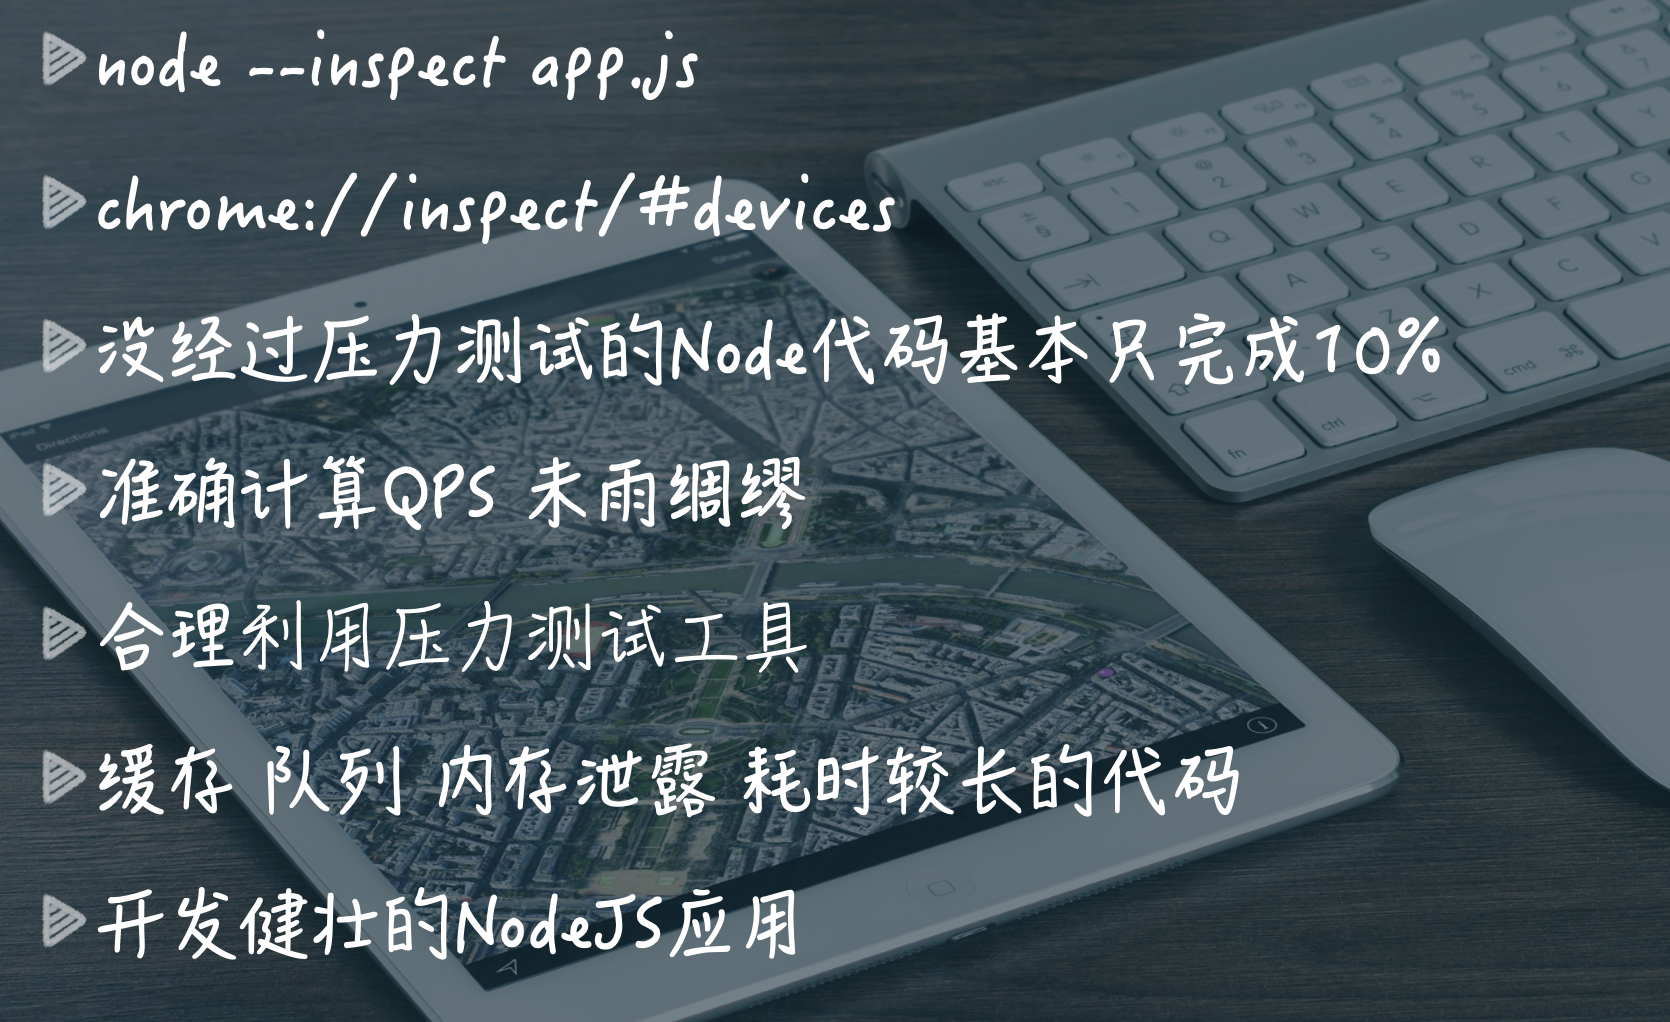 node --inspect app.js
chrome://inspect/#devices
没经过压力测试的Node代码基本只完成10%
准确计算QPS 未雨绸缪
合理利用压力测试工具
缓存 队列 内存泄露 耗时较长的代码
开发健壮的NodeJS应用